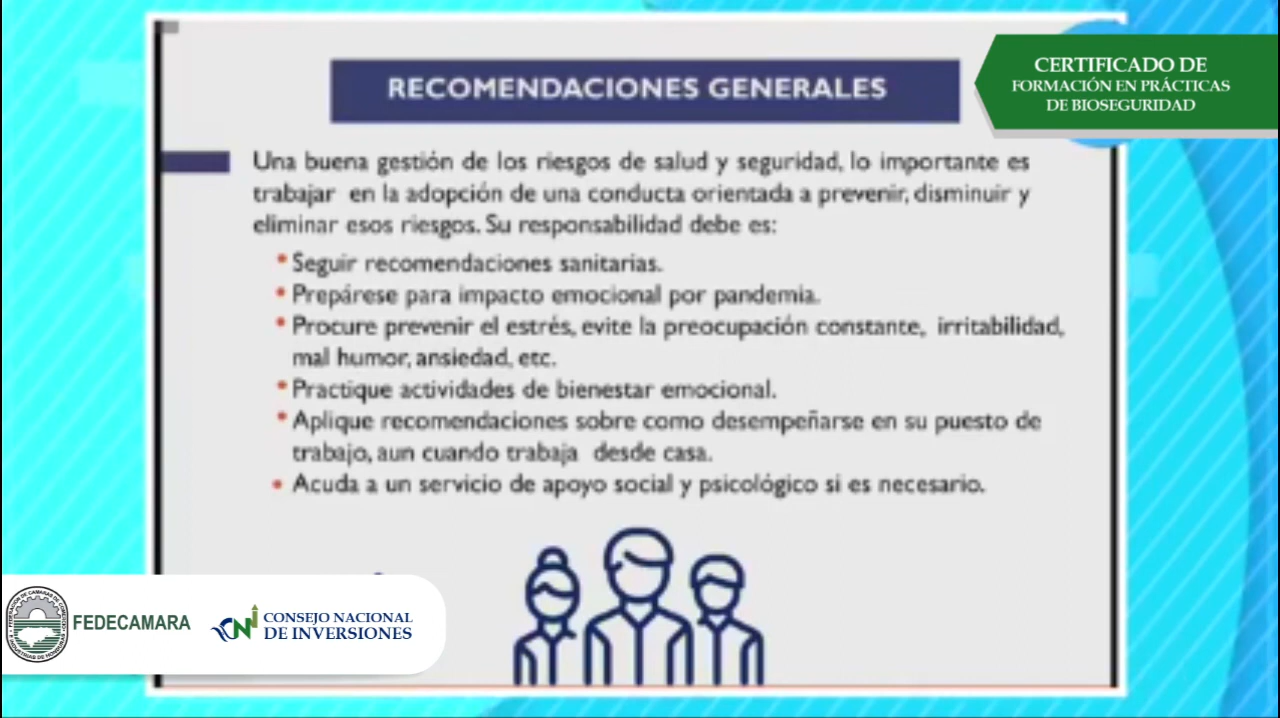 RECOMENDACIONES GENERALES
CERTIFICADO DE
FORMACIÓN EN PRÁCTICAS
DE BIOSEGURIDAD
Una buena gestión de los riesgos de salud y seguridad, lo importante es
trabajar en la adopción de una conducta orientada a prevenir, disminuir y
eliminar esos riesgos. Su responsabilidad debe es:
• Seguir recomendaciones sanitarias.
• Prepárese para impacto emocional por pandemia.
• Procure prevenir el estrés, evite la preocupación constante, irritabilidad,
mal humor, ansiedad, etc.
• Practique actividades de bienestar emocional.
• Aplique recomendaciones sobre como desempeñarse en su puesto de
trabajo, aun cuando trabaja desde casa.
• Acuda a un servicio de apoyo social y psicológico si es necesario.
FEDECAMARA
CNI
CONSEJO NACIONAL
DE INVERSIONES